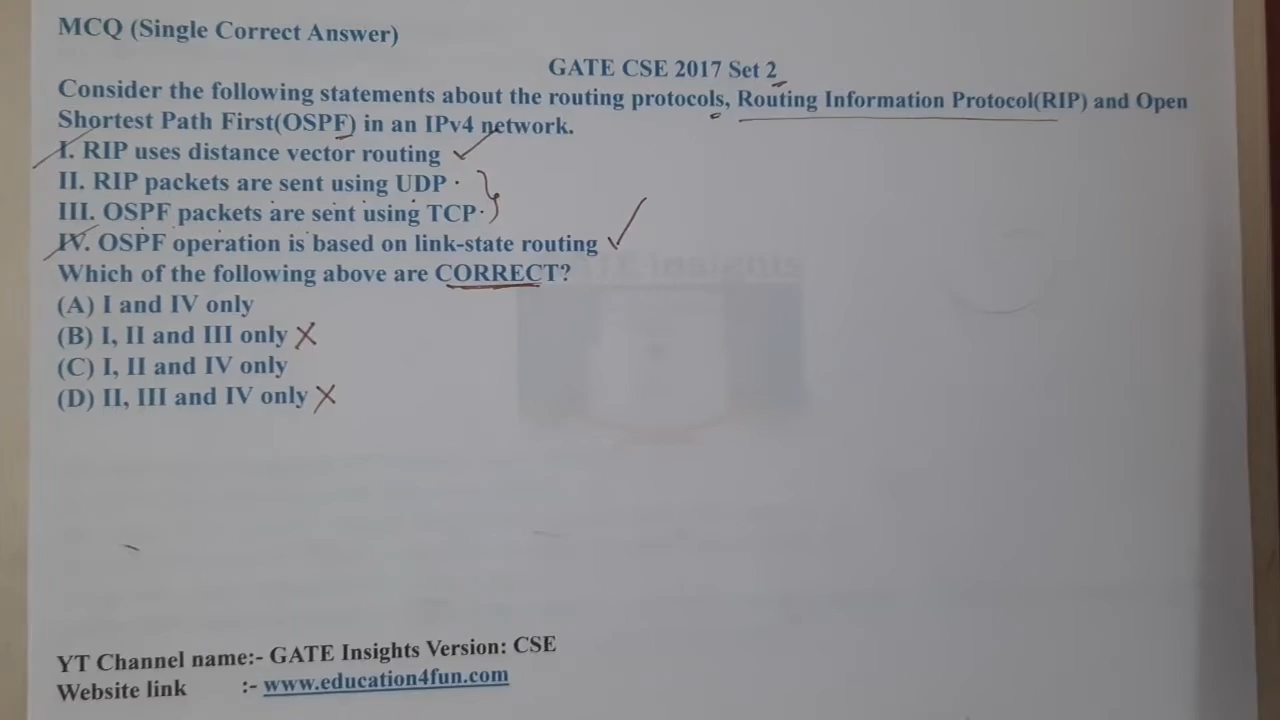 MCQ (Single Correct Answer)
GATE CSE 2017 Set 2
Consider the following statements about the routing protocols, Routing Information Protocol(RIP) and Open
Shortest Path First(OSPF) in an IPv4 network.
I. RIP uses distance vector routing
II. RIP packets are sent using UDP
III. OSPF packets are sent using TCP
IV. OSPF operation is based on link-state routing
Which of the following above are CORRECT?
(A) I and IV only
(B) I, II and III only
(C) I, II and IV only
(D) II, III and IV only
YT Channel name:- GATE Insights Version: CSE
Website link :- www.education4fun.com